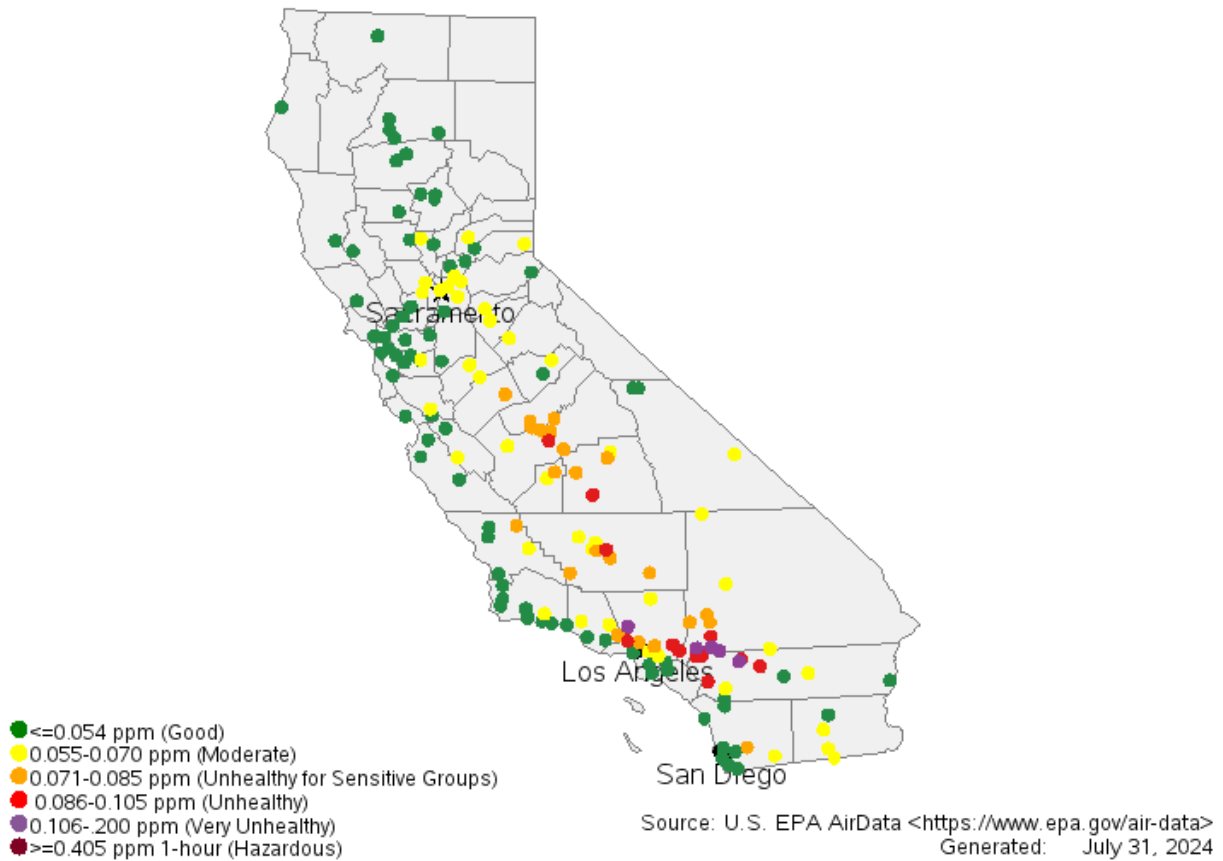 Sacramento
Los Angeles
San Diego
<=0.054 ppm (Good)
0.055-0.070 ppm (Moderate)
0.071-0.085 ppm (Unhealthy for Sensitive Groups)
0.086-0.105 ppm (Unhealthy)
0.106-.200 ppm (Very Unhealthy)
>=0.405 ppm 1-hour (Hazardous)
Source: U.S. EPA AirData <https://www.epa.gov/air-data>
Generated: July 31, 2024